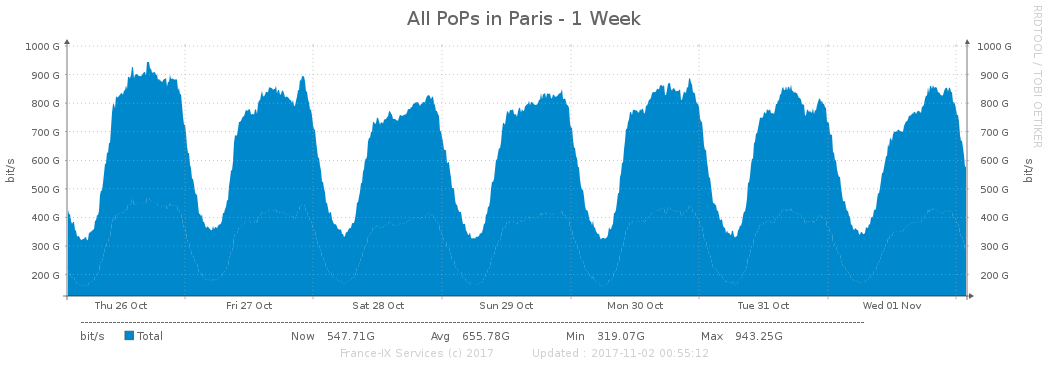 All PoPs in Paris - 1 Week
RRDTOOL / TOBI OETIKER
1000 G 1000 G
900 G 900 G
800 G 800 G
700 G 700 G
600 G 600 G
500 G 500 G
400 G 400 G
300 G 300 G
200 G 200 G
bit/s bit/s
Thu 26 Oct Fri 27 Oct Sat 28 Oct Sun 29 Oct Mon 30 Oct Tue 31 Oct Wed 01 Nov
bit/s Total Now 547.71G Avg 655.78G Min 319.07G Max 943.25G
France-IX Services (c) 2017 Updated : 2017-11-02 00:55:12